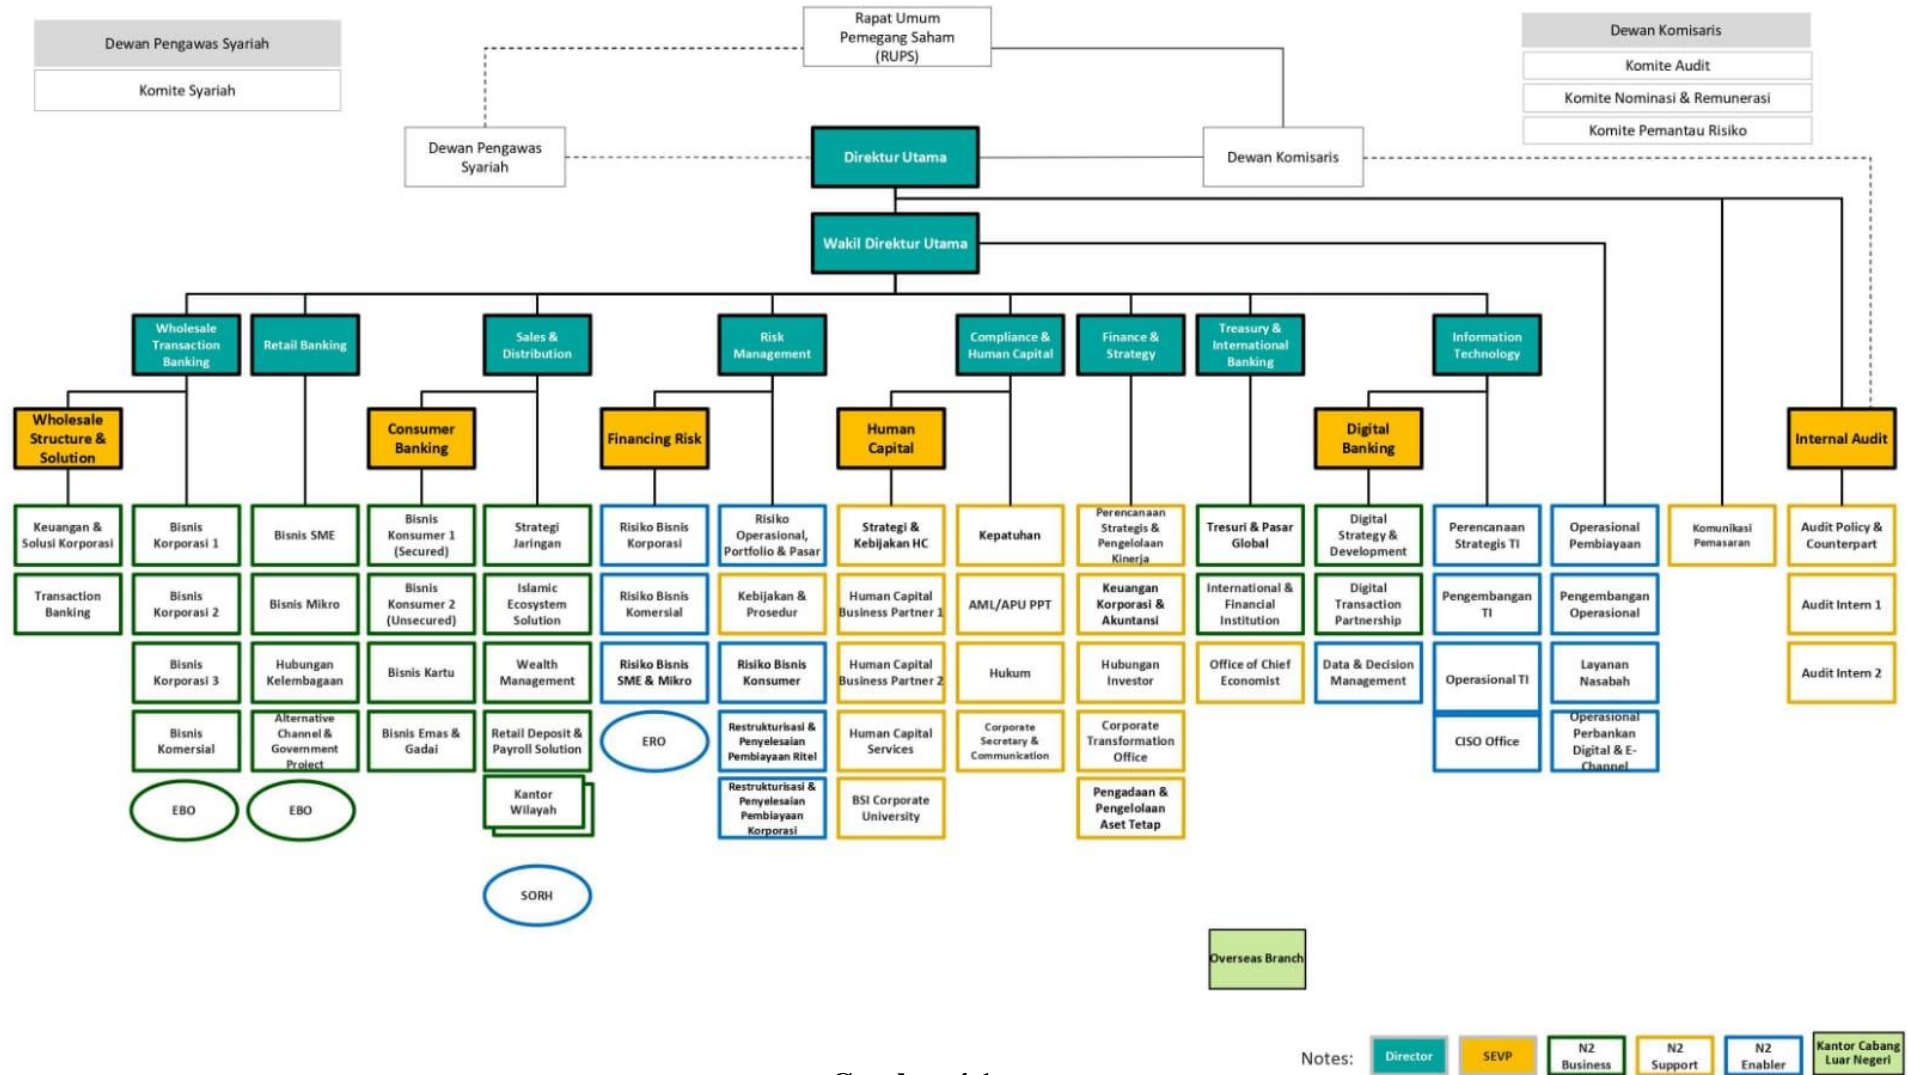 Dewan Pengawas Syariah
Komite Syariah
Rapat Umum
Pemegang Saham
(RUPS)
Dewan Komisaris
Komite Audit
Komite Nominasi & Remunerasi
Komite Pemantau Risiko
Dewan Pengawas
Syariah
Direktur Utama
Dewan Komisaris
Wakil Direktur Utama
Wholesale
Transaction
Banking
Retail Banking
Sales &
Distribution
Risk
Management
Compliance &
Human Capital
Finance &
Strategy
Treasury &
International
Banking
Information
Technology
Wholesale
Structure &
Solution
Consumer
Banking
Financing Risk
Human
Capital
Digital
Banking
Internal Audit
Keuangan &
Solusi Korporasi
Bisnis
Korporasi 1
Bisnis SME
Bisnis
Konsumer 1
(Secured)
Strategi
Jaringan
Risiko Bisnis
Korporasi
Risiko
Operasional,
Portfolio & Pasar
Strategi &
Kebijakan HC
Kepatuhan
Perencanaan
Strategis &
Pengelolaan
Kinerja
Tresuri & Pasar
Global
Digital
Strategy &
Development
Perencanaan
Strategis TI
Operasional
Pembiayaan
Komunikasi
Pemasaran
Audit Policy &
Counterpart
Transaction
Banking
Bisnis
Korporasi 2
Bisnis Mikro
Bisnis
Konsumer 2
(Unsecured)
Islamic
Ecosystem
Solution
Risiko Bisnis
Komersial
Kebijakan &
Prosedur
Human Capital
Business Partner 1
AML/APU PPT
Keuangan
Korporasi &
Akuntansi
International &
Financial
Institution
Digital
Transaction
Partnership
Pengembangan
TI
Pengembangan
Operasional
Audit Intern 1
Bisnis
Korporasi 3
Hubungan
Kelembagaan
Bisnis Kartu
Wealth
Management
Risiko Bisnis
SME & Mikro
Risiko Bisnis
Konsumer
Human Capital
Business Partner 2
Hukum
Hubungan
Investor
Office of Chief
Economist
Data & Decision
Management
Operasional TI
Layanan
Nasabah
Audit Intern 2
Bisnis
Komersial
Alternative
Channel &
Government
Project
Bisnis Emas &
Gadai
Retail Deposit &
Payroll Solution
ERO
Restrukturisasi &
Penyelesaian
Pembiayaan Ritel
Human Capital
Services
Corporate
Secretary &
Communication
Corporate
Transformation
Office
CISO Office
Operasional
Perbankan
Digital & E-
Channel
EBO
EBO
Kantor
Wilayah
Restrukturisasi &
Penyelesaian
Pembiayaan
Korporasi
BSI Corporate
University
Pengadaan &
Pengelolaan
Aset Tetap
SORH
Overseas Branch
Notes:
Director
SEVP
N2
Business
N2
Support
N2
Enabler
Kantor Cabang
Luar Negeri